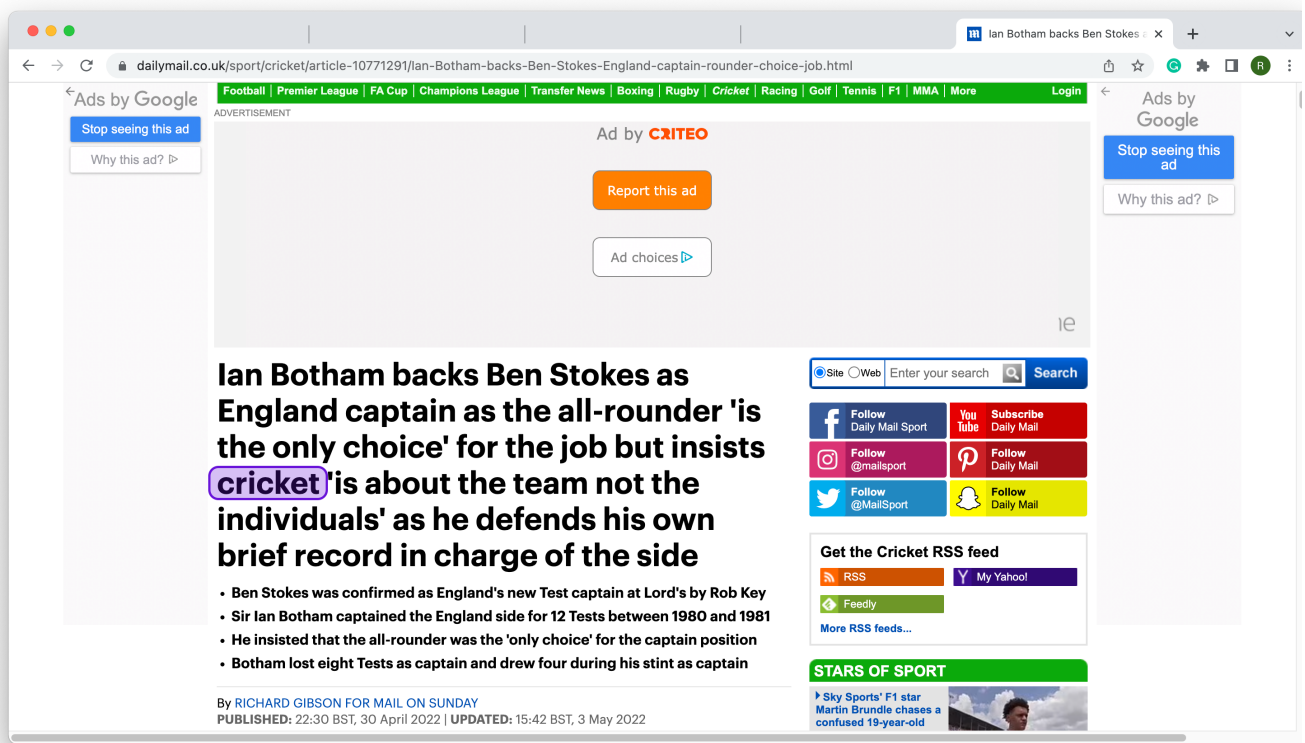 Ian Botham backs Ben Stokes a
dailymail.co.uk/sport/cricket/article-10771291/Ian-Botham-backs-Ben-Stokes-England-captain-rounder-choice-job.html
R
Football | Premier League | FA Cup | Champions League | Transfer News | Boxing | Rugby | Cricket | Racing | Golf | Tennis | F1 | MMA | More
Login
Ads by Google
Stop seeing this ad
Why this ad?
ADVERTISEMENT
Ad by CRITEO
Report this ad
Ad choices
Ads by
Google
Stop seeing this
ad
Why this ad?
Ian Botham backs Ben Stokes as
England captain as the all-rounder 'is
the only choice' for the job but insists
cricket 'is about the team not the
individuals' as he defends his own
brief record in charge of the side
• Ben Stokes was confirmed as England's new Test captain at Lord's by Rob Key
• Sir Ian Botham captained the England side for 12 Tests between 1980 and 1981
• He insisted that the all-rounder was the 'only choice' for the captain position
• Botham lost eight Tests as captain and drew four during his stint as captain
By RICHARD GIBSON FOR MAIL ON SUNDAY
PUBLISHED: 22:30 BST, 30 April 2022 | UPDATED: 15:42 BST, 3 May 2022
Site Web Enter your search Search
Follow
Daily Mail Sport
You
Tube
Subscribe
Daily Mail
Follow
@mailsport
Follow
Daily Mail
Follow
@MailSport
Follow
Daily Mail
Get the Cricket RSS feed
RSS
My Yahoo!
Feedly
More RSS feeds...
STARS OF SPORT
Sky Sports' F1 star
Martin Brundle chases a
confused 19-year-old